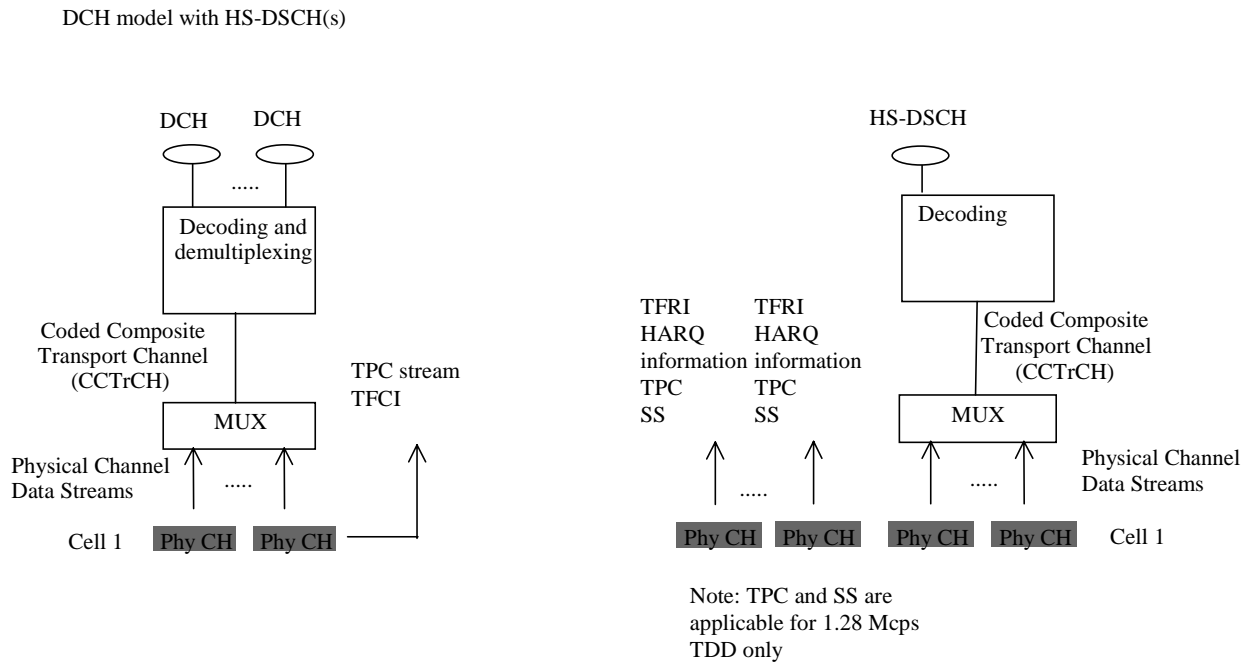 DCH model with HS-DSCH(s)
DCH
DCH
.....
Decoding and
demultiplexing
Coded Composite
Transport Channel
(CCTrCH)
MUX
TPC stream
TFCI
Physical Channel
Data Streams
.....
Cell 1
Phy CH
Phy CH
HS-DSCH
Decoding
TFRI
HARQ
information
TPC
SS
TFRI
HARQ
information
TPC
SS
Coded Composite
Transport Channel
(CCTrCH)
MUX
Physical Channel
Data Streams
.....
.....
Phy CH
Phy CH
Phy CH
Phy CH
Cell 1
Note: TPC and SS are
applicable for 1.28 Mcps
TDD only